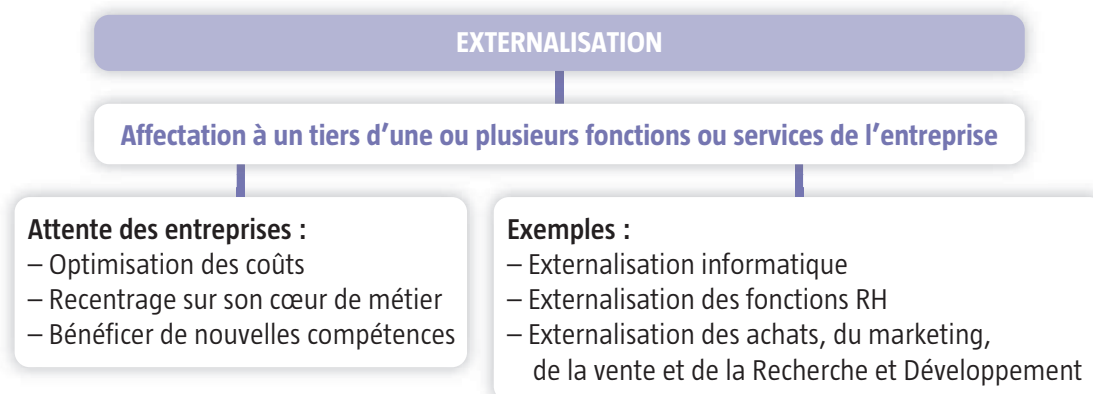 EXTERNALISATION
Affectation à un tiers d’une ou plusieurs fonctions ou services de l’entreprise
Attente des entreprises :
– Optimisation des coûts
– Recentrage sur son cœur de métier
– Bénéficer de nouvelles compétences
Exemples :
– Externalisation informatique
– Externalisation des fonctions RH
– Externalisation des achats, du marketing,
de la vente et de la Recherche et Développement